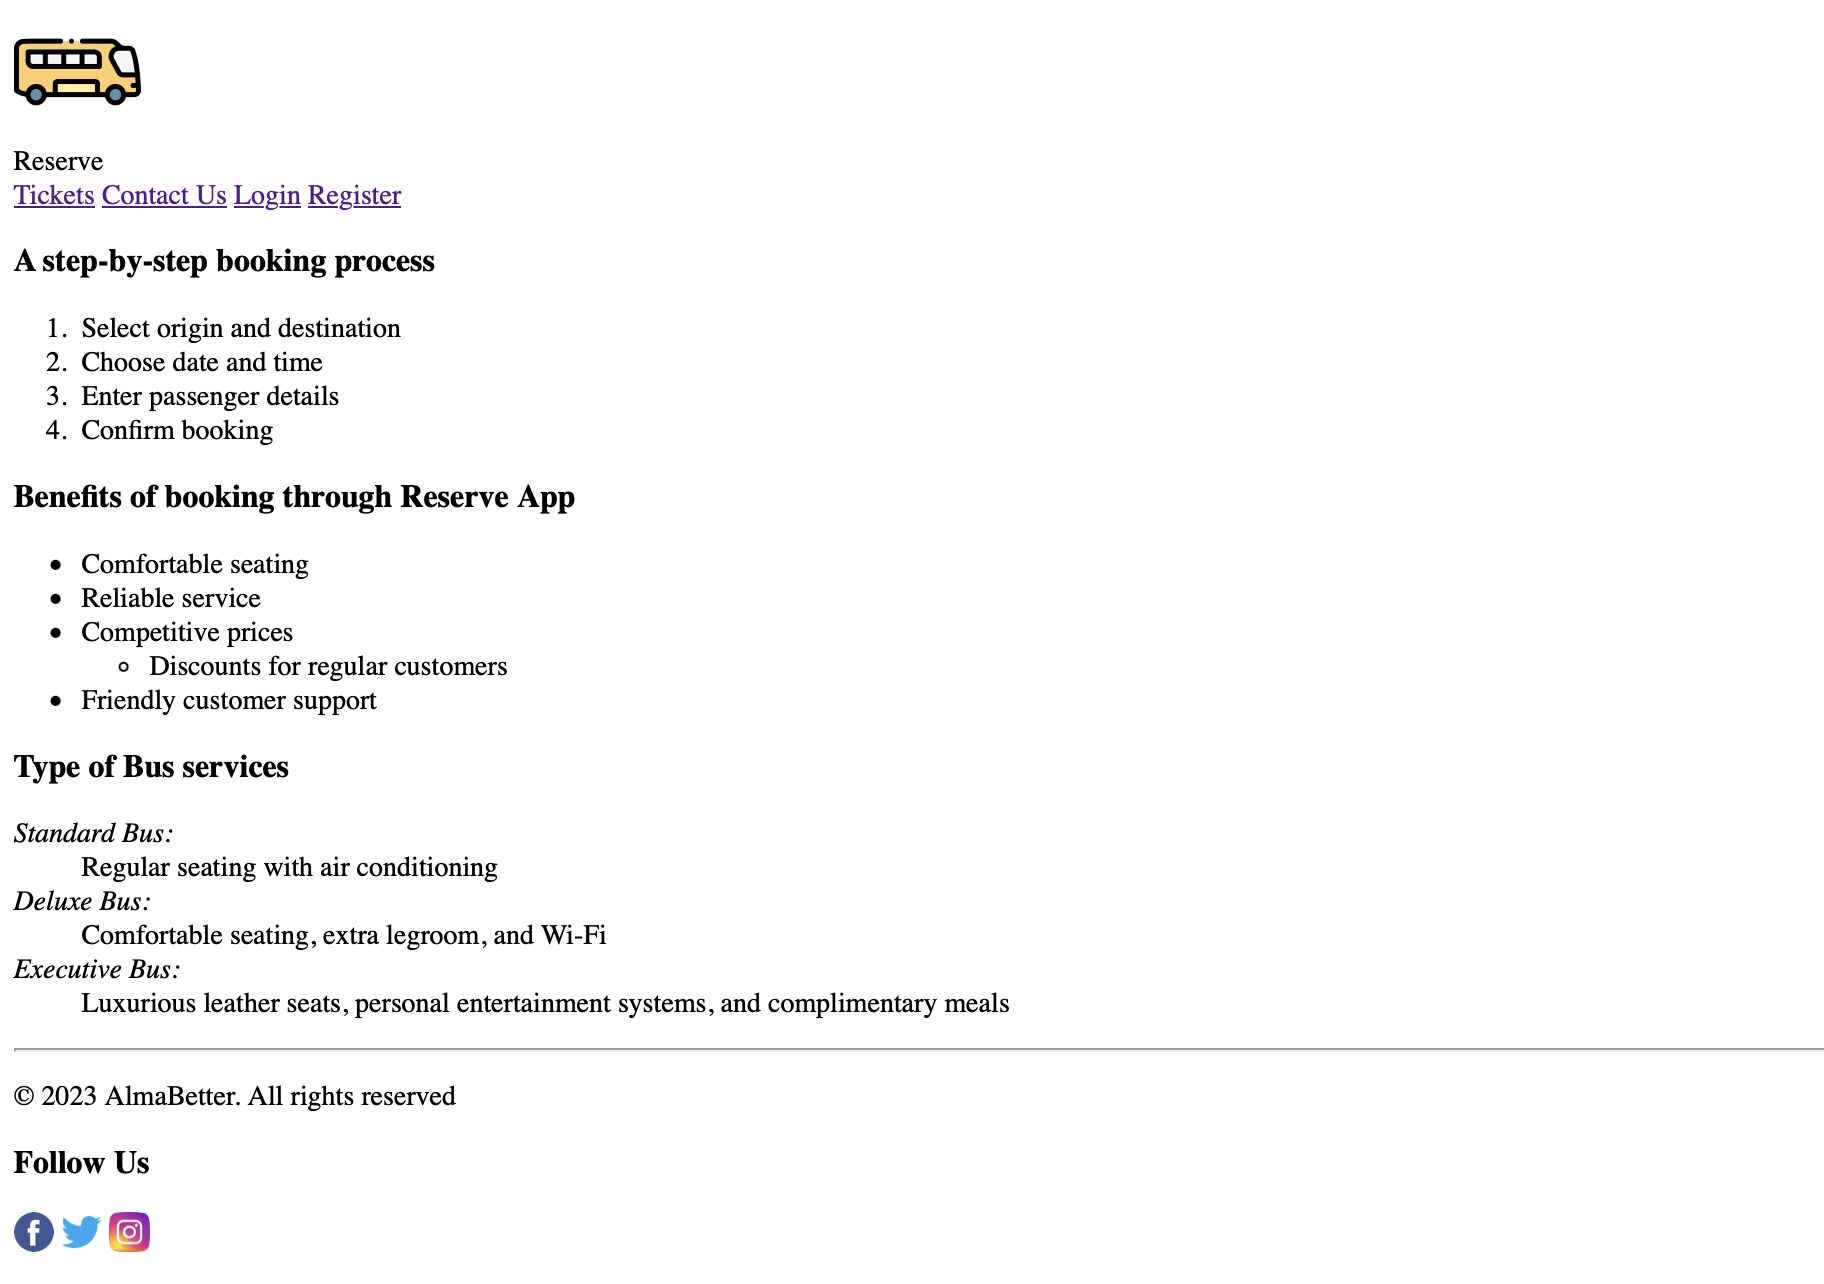 Reserve
Tickets Contact Us Login Register
A step-by-step booking process
1. Select origin and destination
2. Choose date and time
3. Enter passenger details
4. Confirm booking
Benefits of booking through Reserve App
• Comfortable seating
• Reliable service
• Competitive prices
◦ Discounts for regular customers
• Friendly customer support
Type of Bus services
Standard Bus:
Regular seating with air conditioning
Deluxe Bus:
Comfortable seating, extra legroom, and Wi-Fi
Executive Bus:
Luxurious leather seats, personal entertainment systems, and complimentary meals
© 2023 AlmaBetter. All rights reserved
Follow Us